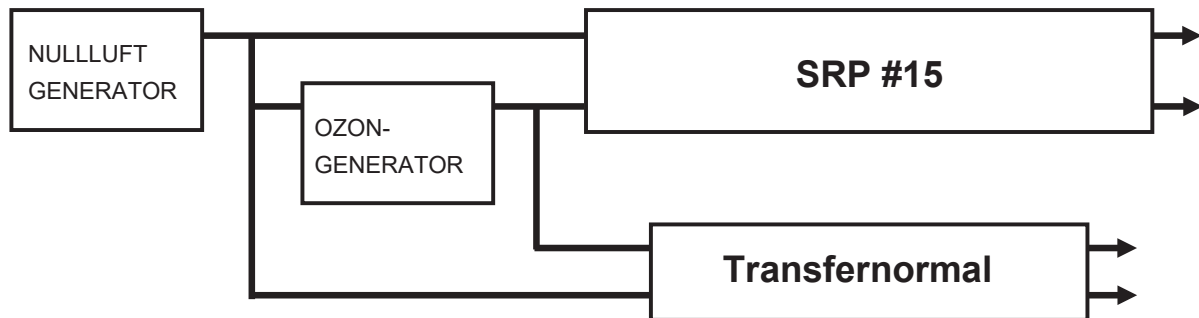 NULLLUFT
GENERATOR
SRP #15
OZON-
GENERATOR
Transfernormal